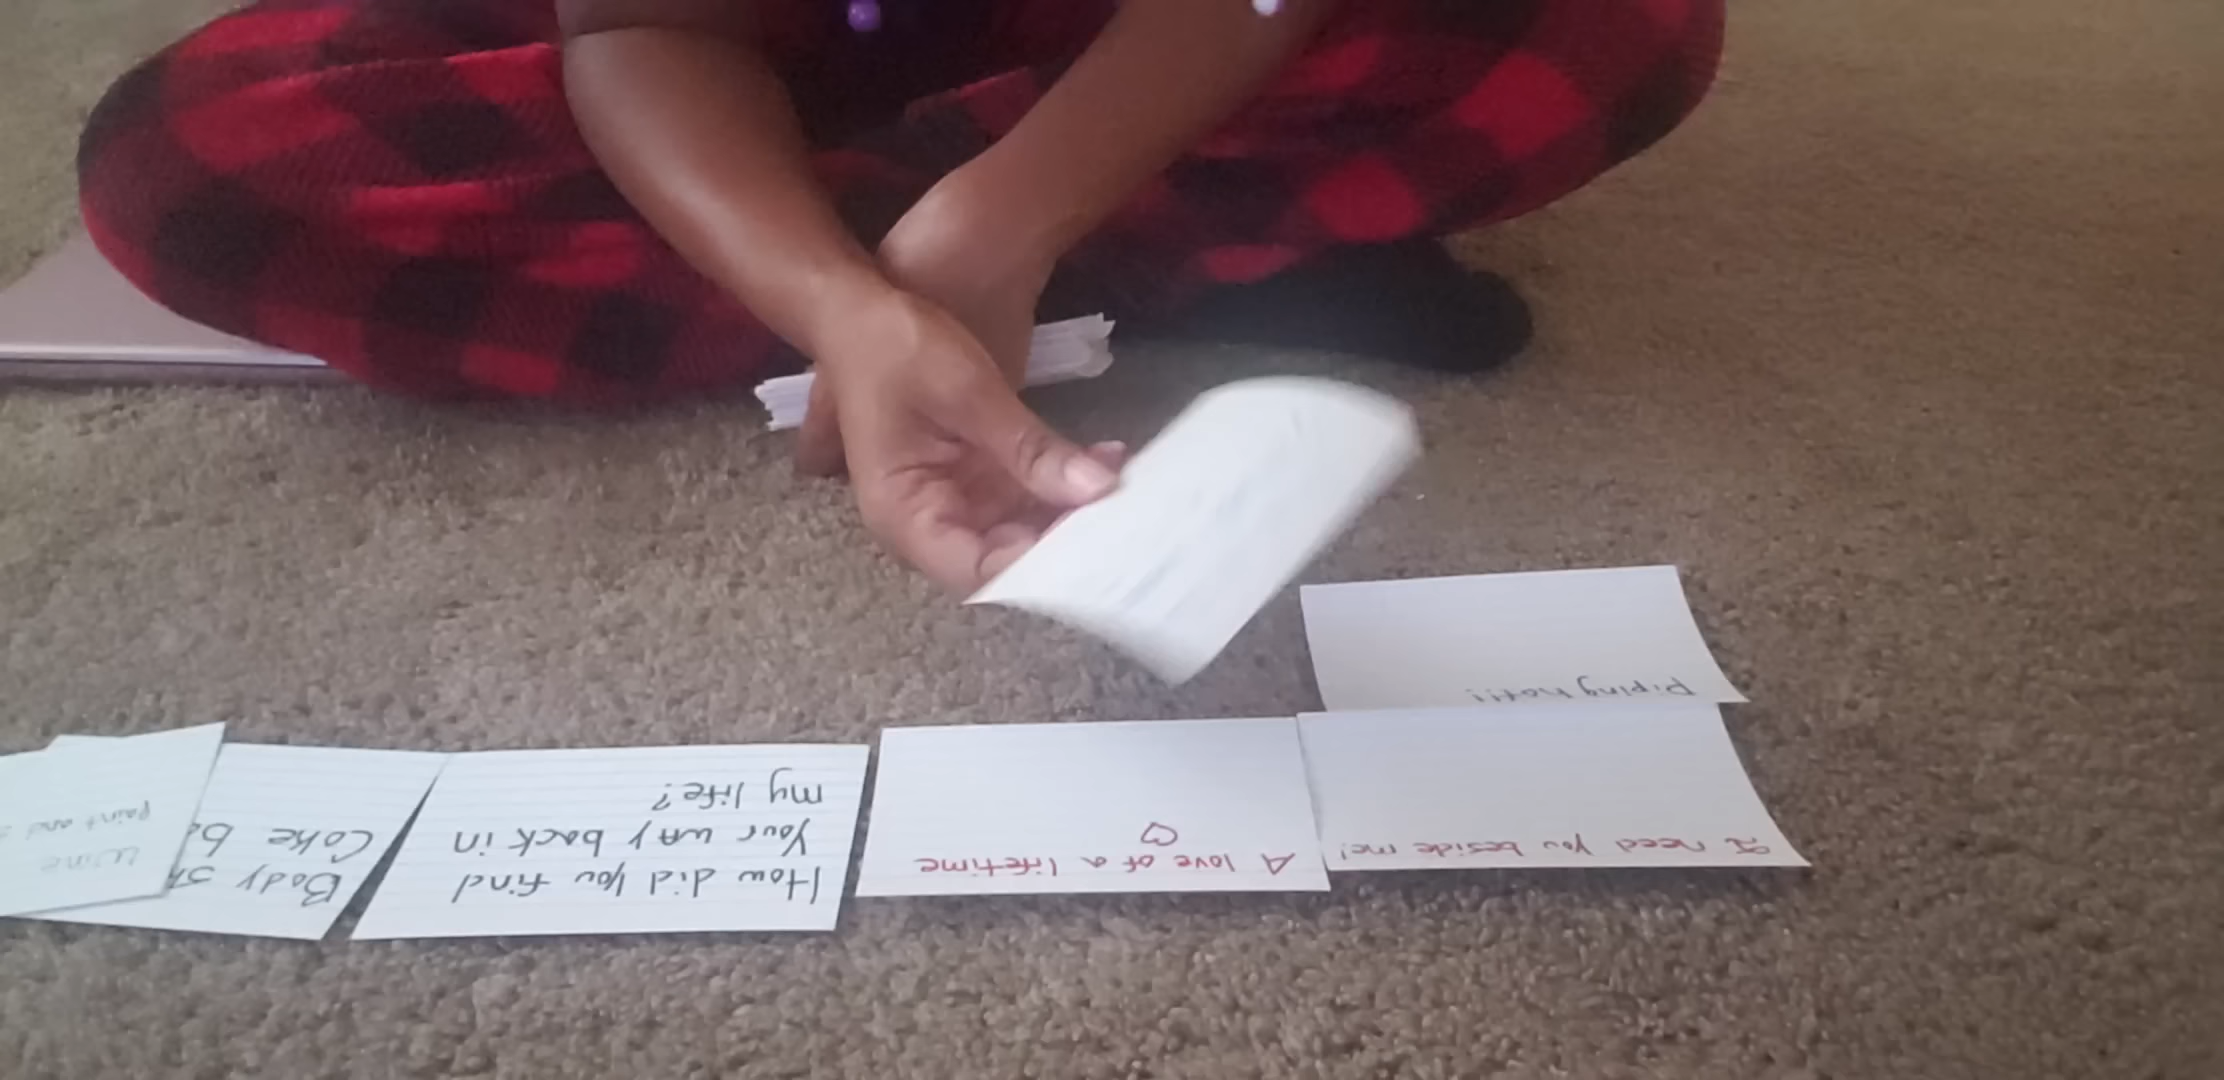 Piping hot!!
I need you beside me!
A love of a lifetime
♡
How did you find
Your way back in
my life?
Body
Coke
Wine
Paint and